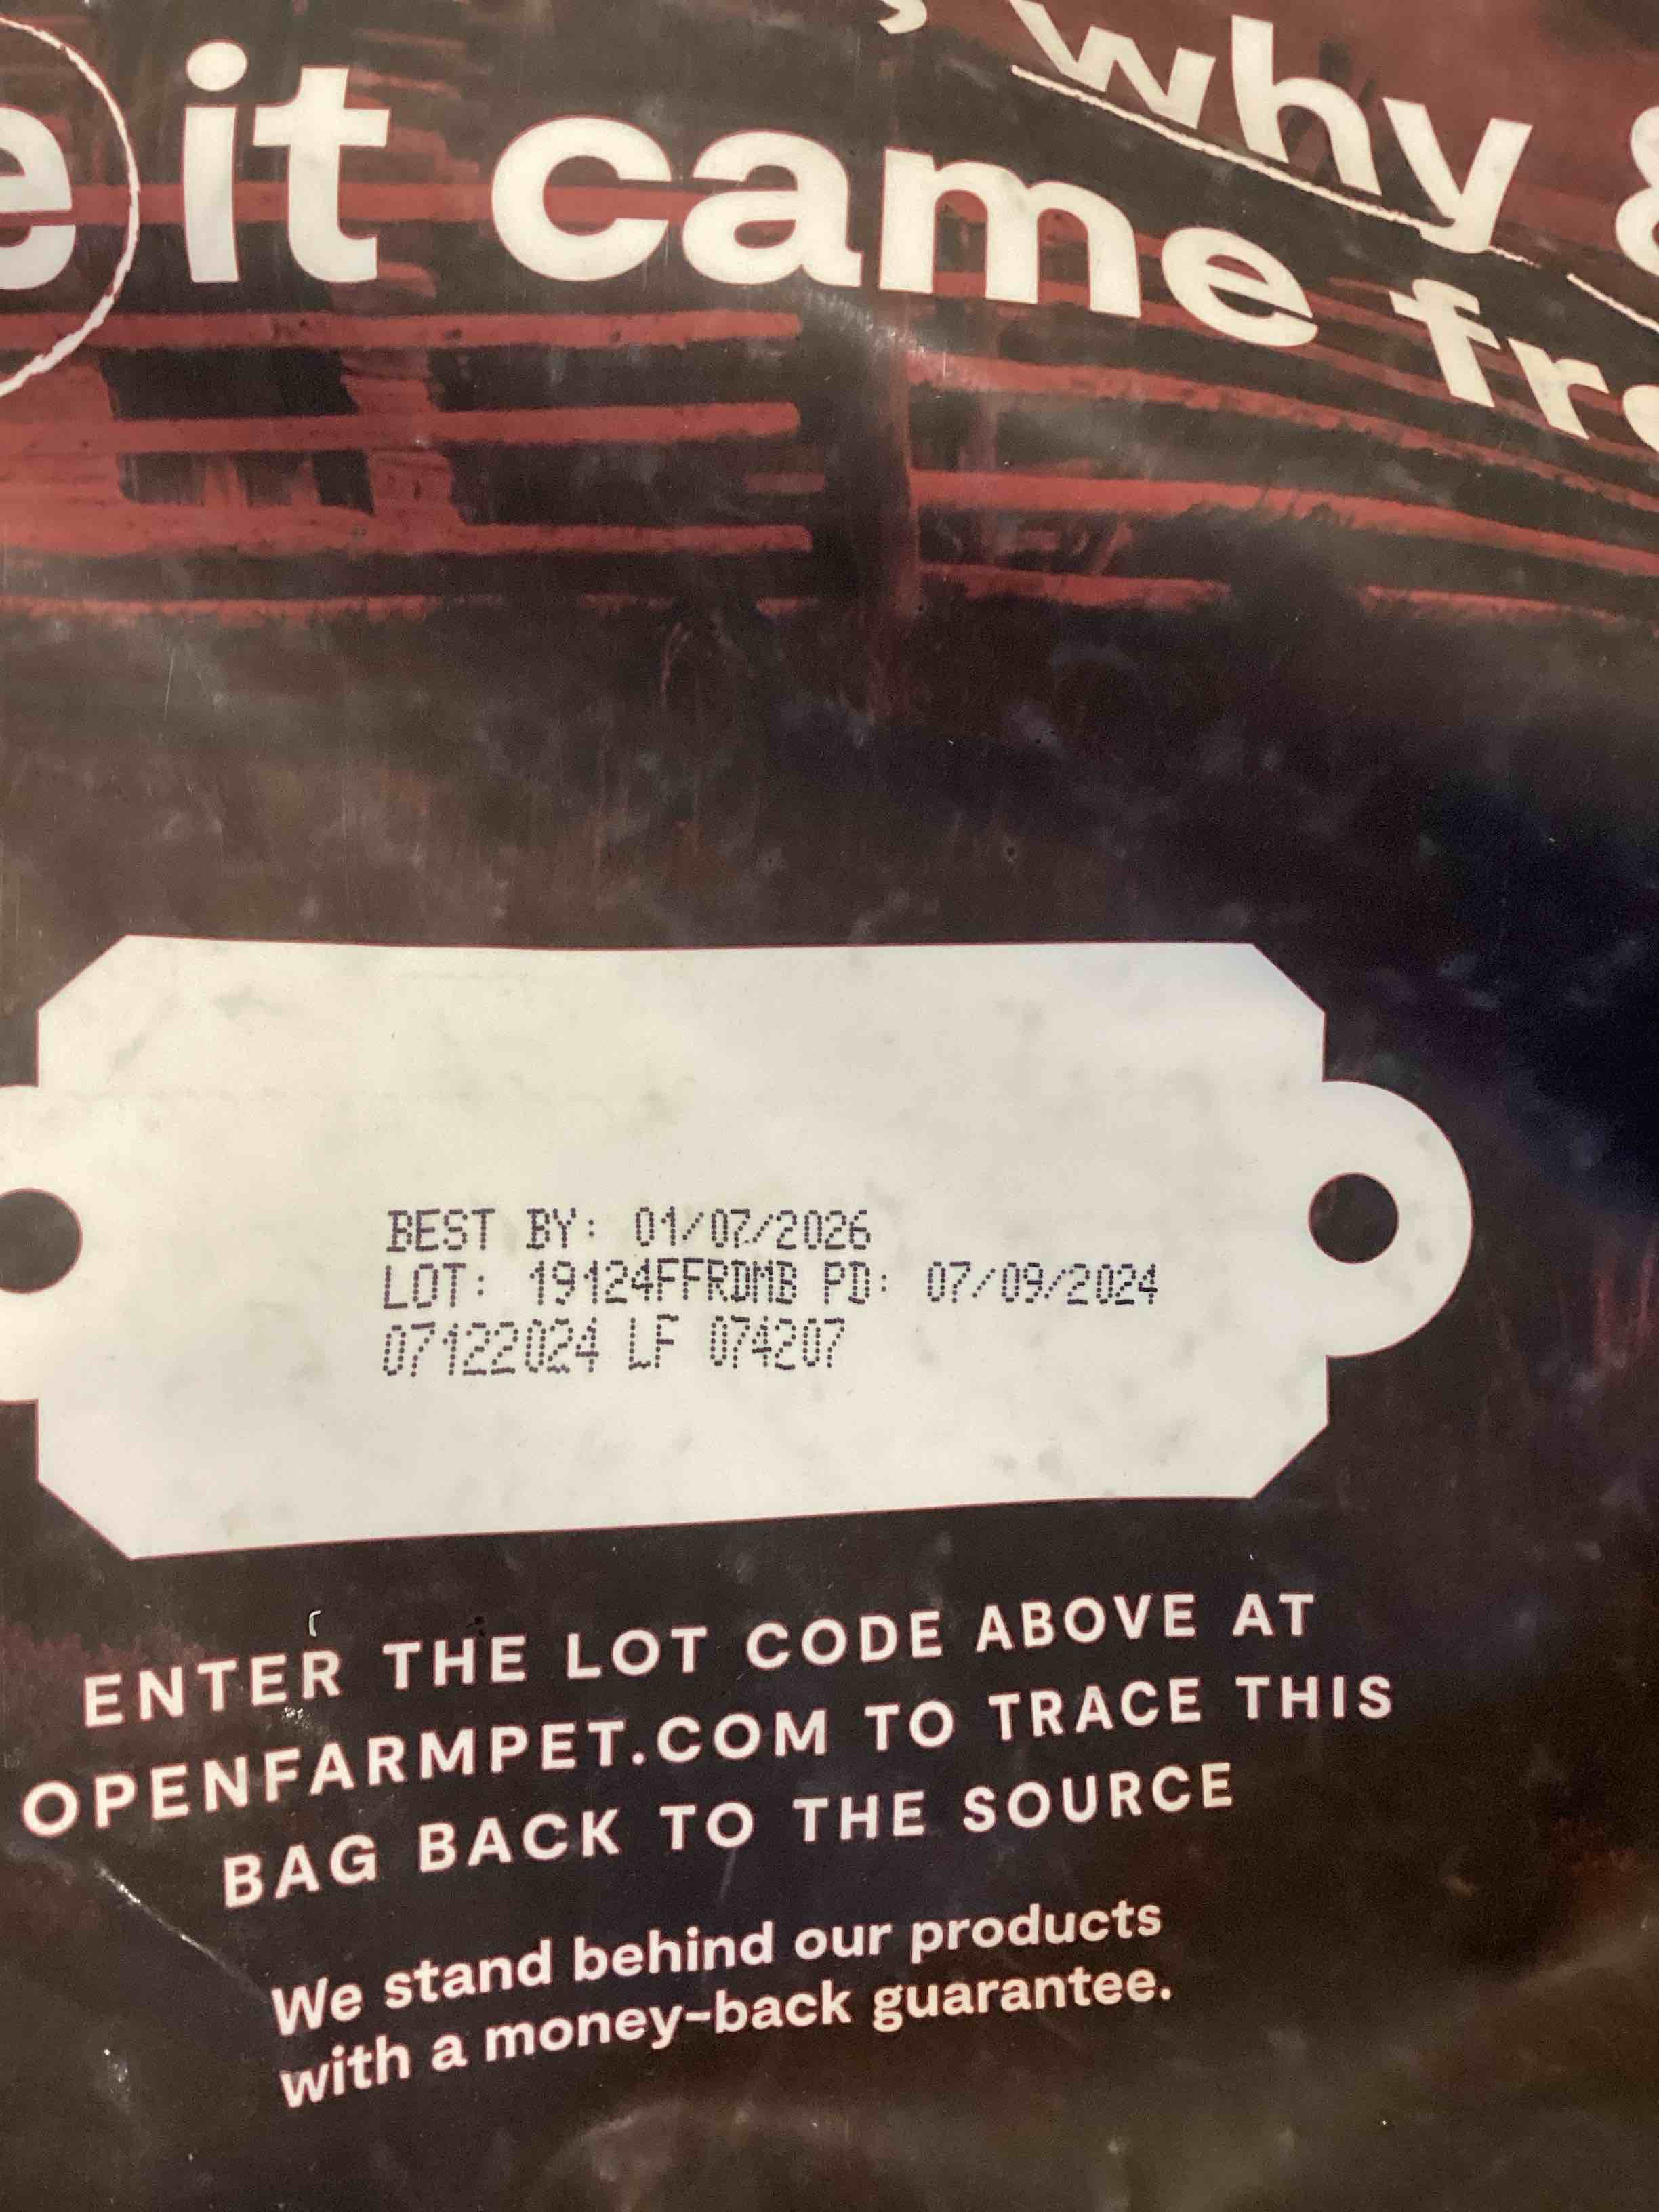 why &
it came fro
BEST BY: 01/07/2026
LOT: 19124FFRDMB PD: 07/09/2024
07122024 LF 074207
ENTER THE LOT CODE ABOVE AT
OPENFARMPET.COM TO TRACE THIS
BAG BACK TO THE SOURCE
We stand behind our products
with a money-back guarantee.